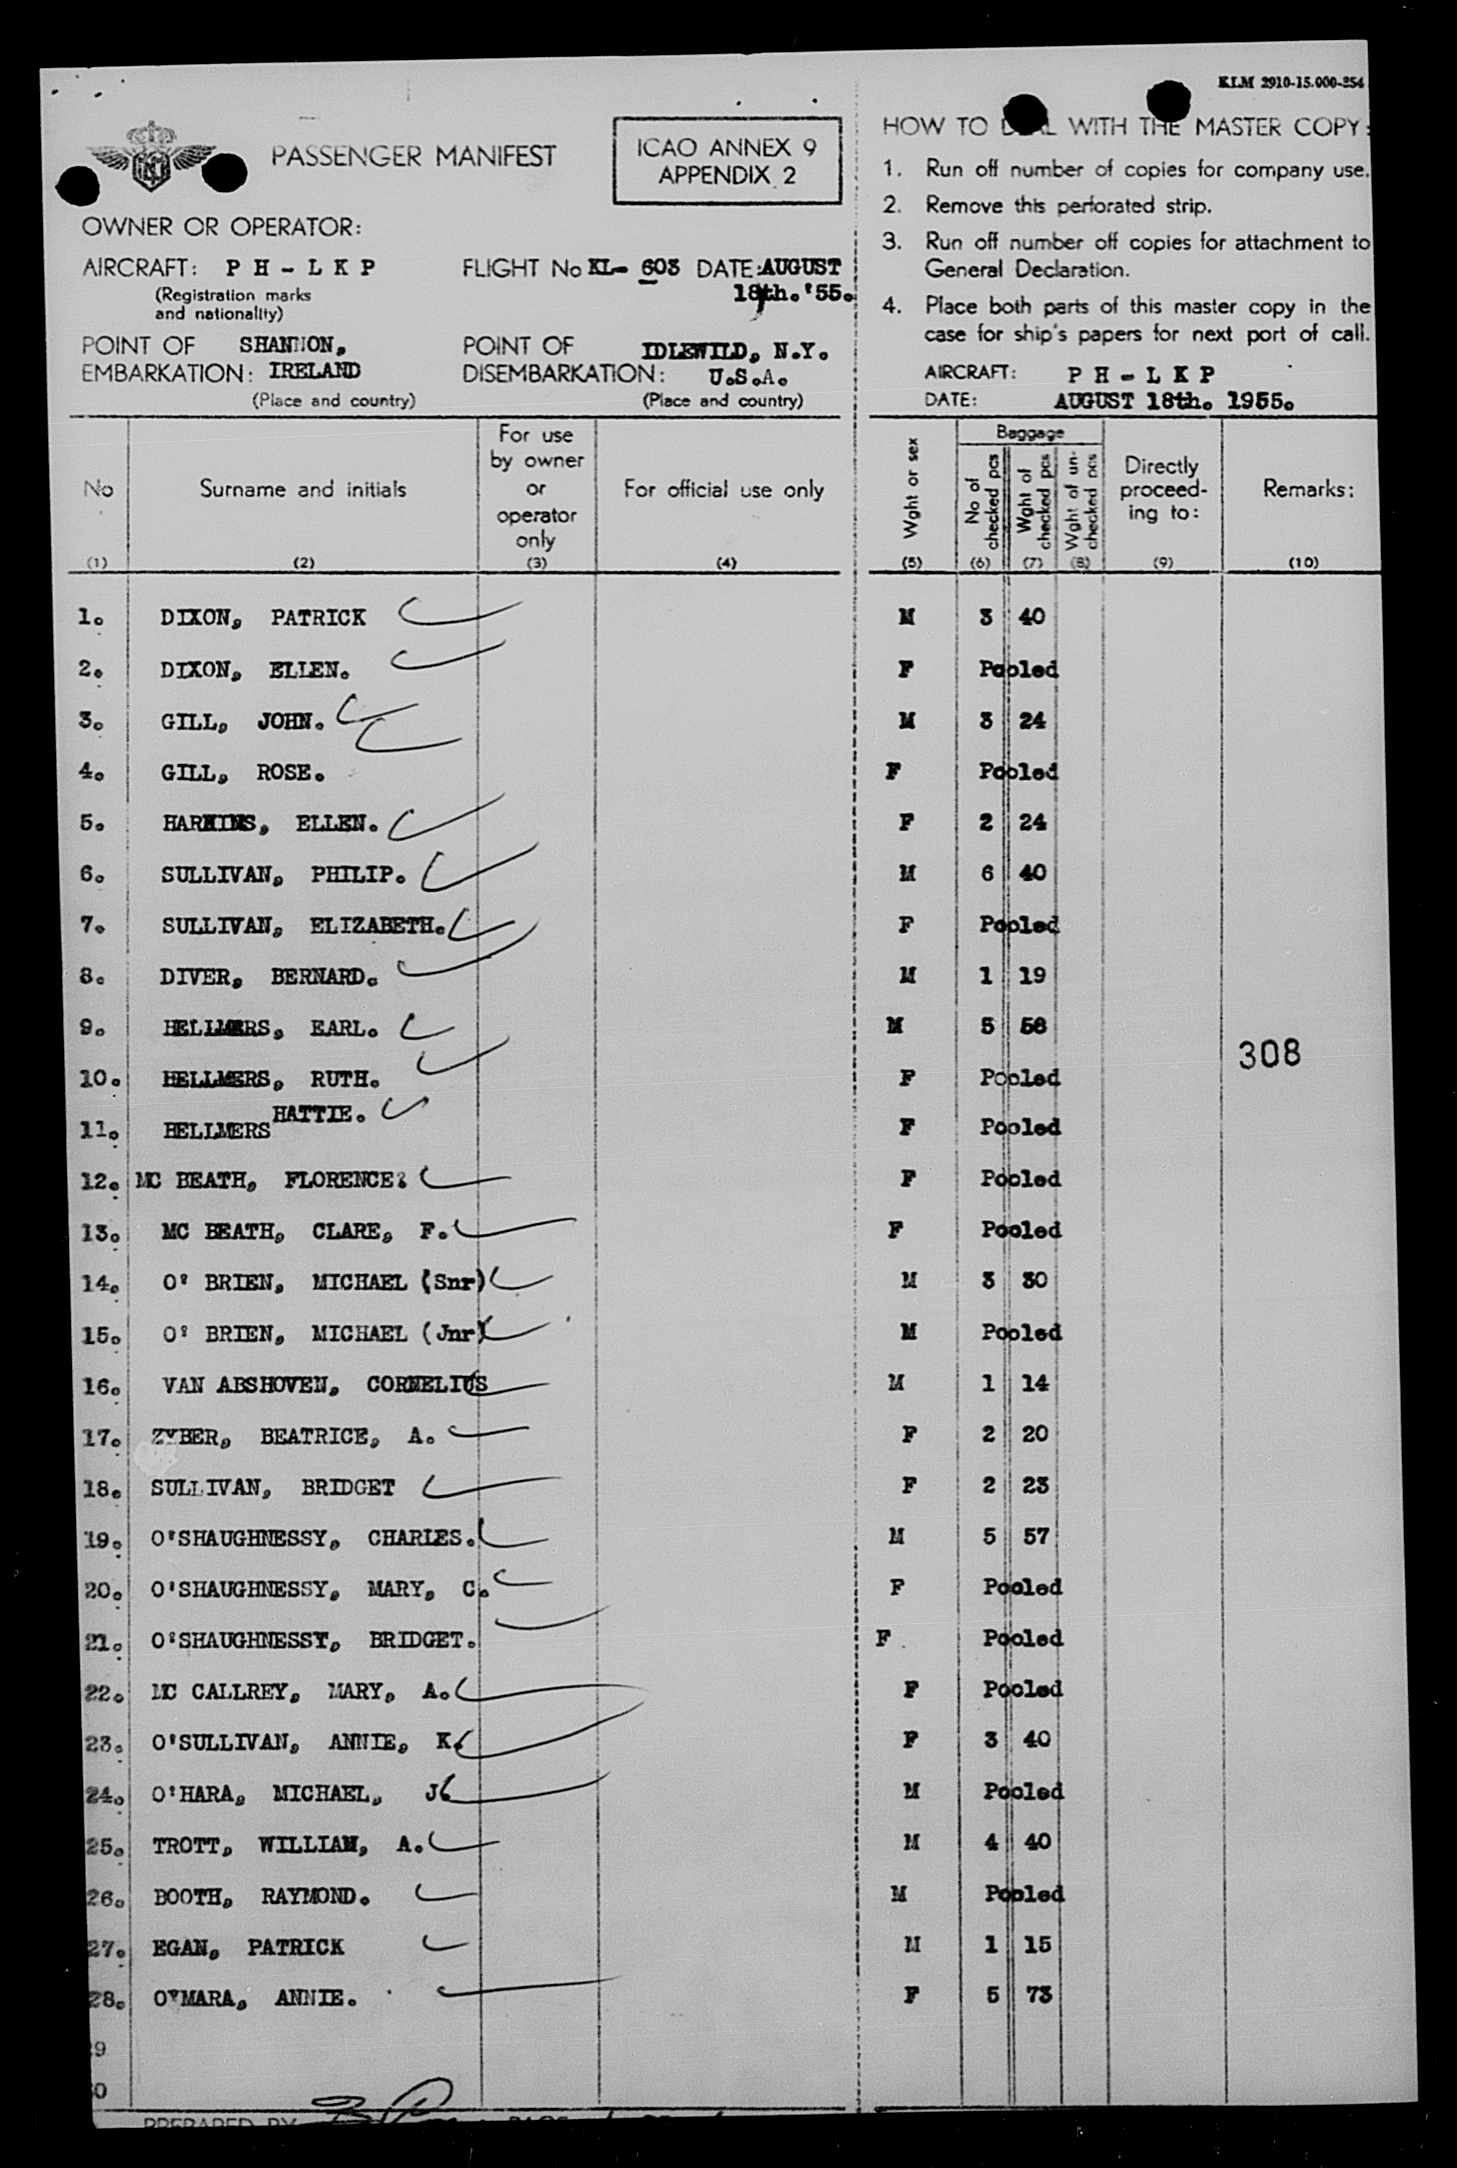 KLM 2910-15.000-254
PASSENGER MANIFEST
ICAO ANNEX 9
APPENDIX 2
OWNER OR OPERATOR:
AIRCRAFT: PH-LKP
(Registration marks
and nationality)
FLIGHT No KL- 603 DATE: AUGUST
18th. '55.
POINT OF SHANNON,
EMBARKATION: IRELAND
(Place and country)
POINT OF IDLEWILD, N.Y.
DISEMBARKATION: U.S.A.
(Place and country)
HOW TO WITH THE MASTER COPY:
1. Run off number of copies for company use.
2. Remove this perforated strip.
3. Run off number off copies for attachment to
General Declaration.
4. Place both parts of this master copy in the
case for ship's papers for next port of call.
AIRCRAFT: PH-LKP
DATE: AUGUST 18th. 1955.
No
(1)
Surname and initials
(2)
For use
by owner
or
operator
only
(3)
For official use only
(4)
Wght or sex
(5)
Baggage
No of
checked pcs
(6)
Wght of
checked pcs
(7)
Wght of un-
checked pcs
(8)
Directly
proceed-
ing to:
(9)
Remarks:
(10)
1. DIXON, PATRICK M 3 40
2. DIXON, ELLEN. F Pooled
3. GILL, JOHN. M 3 24
4. GILL, ROSE. F Pooled
5. HARKINS, ELLEN. F 2 24
6. SULLIVAN, PHILIP. M 6 40
7. SULLIVAN, ELIZABETH. F Pooled
8. DIVER, BERNARD. M 1 19
9. HELLMERS, EARL. M 5 58
308
10. HELLMERS, RUTH. F Pooled
11. HELLMERS HATTIE. F Pooled
12. MC BEATH, FLORENCE. F Pooled
13. MC BEATH, CLARE, F. F Pooled
14. O' BRIEN, MICHAEL (Snr) M 3 30
15. O' BRIEN, MICHAEL (Jnr) M Pooled
16. VAN ABSHOVEN, CORNELIUS M 1 14
17. ZYBER, BEATRICE, A. F 2 20
18. SULLIVAN, BRIDGET F 2 23
19. O'SHAUGHNESSY, CHARLES. M 5 57
20. O'SHAUGHNESSY, MARY, C. F Pooled
21. O'SHAUGHNESSY, BRIDGET. F Pooled
22. MC CALLREY, MARY, A. F Pooled
23. O'SULLIVAN, ANNIE, K. F 3 40
24. O'HARA, MICHAEL, J. M Pooled
25. TROTT, WILLIAM, A. M 4 40
26. BOOTH, RAYMOND. M Pooled
27. EGAN, PATRICK M 1 15
28. O'MARA, ANNIE. F 5 73
9
0
PREPARED BY